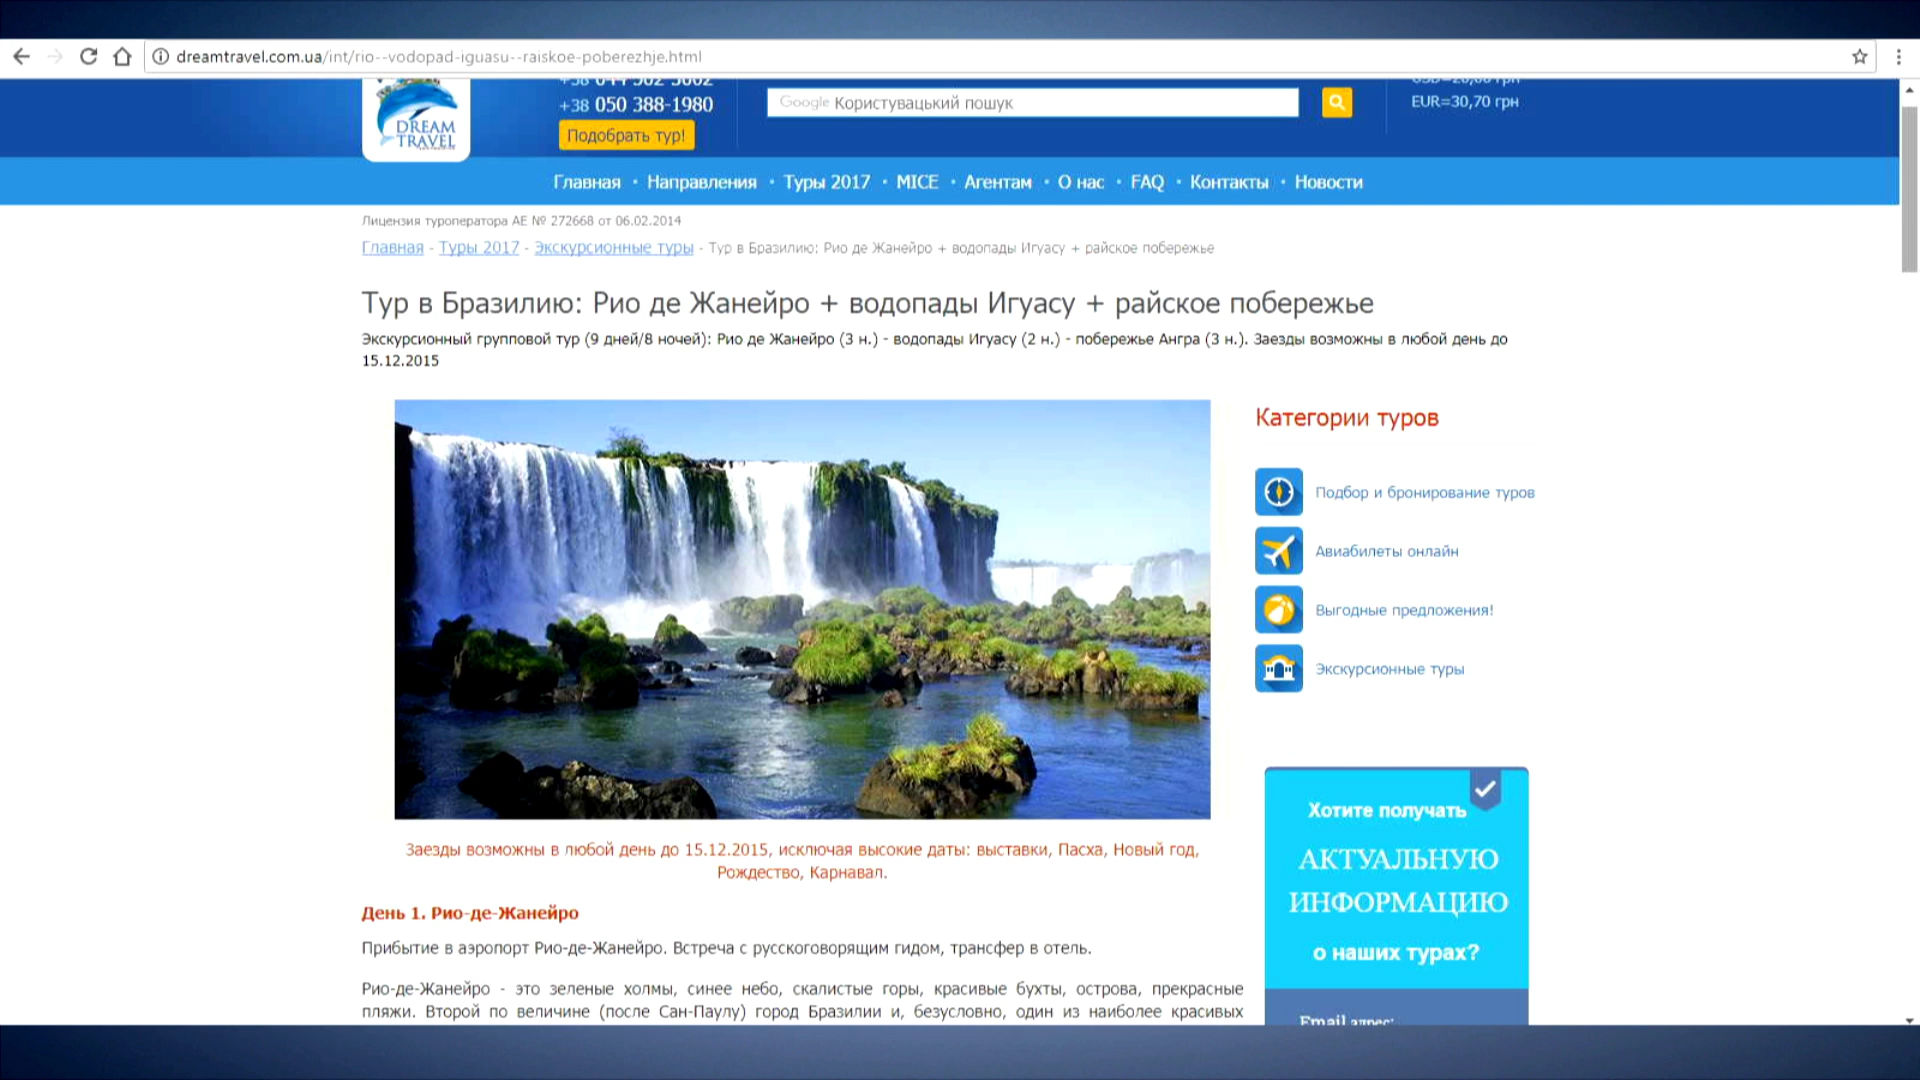 dreamtravel.com.ua/int/rio--vodopad-iguasu--raiskoe-poberezhje.html
DREAM
TRAVEL
+38 050 388-1980
Подобрать тур!
Google Користувацький пошук
EUR=30,70 грн
Главная • Направления • Туры 2017 • MICE • Агентам • О нас • FAQ • Контакты • Новости
Лицензия туроператора АЕ № 272668 от 06.02.2014
Главная - Туры 2017 - Экскурсионные туры - Тур в Бразилию: Рио де Жанейро + водопады Игуасу + райское побережье
Тур в Бразилию: Рио де Жанейро + водопады Игуасу + райское побережье
Экскурсионный групповой тур (9 дней/8 ночей): Рио де Жанейро (3 н.) - водопады Игуасу (2 н.) - побережье Ангра (3 н.). Заезды возможны в любой день до
15.12.2015
Категории туров
Подбор и бронирование туров
Авиабилеты онлайн
Выгодные предложения!
Экскурсионные туры
Хотите получать
АКТУАЛЬНУЮ
ИНФОРМАЦИЮ
о наших турах?
Email адрес:
Заезды возможны в любой день до 15.12.2015, исключая высокие даты: выставки, Пасха, Новый год,
Рождество, Карнавал.
День 1. Рио-де-Жанейро
Прибытие в аэропорт Рио-де-Жанейро. Встреча с русскоговорящим гидом, трансфер в отель.
Рио-де-Жанейро - это зеленые холмы, синее небо, скалистые горы, красивые бухты, острова, прекрасные
пляжи. Второй по величине (после Сан-Паулу) город Бразилии и, безусловно, один из наиболее красивых